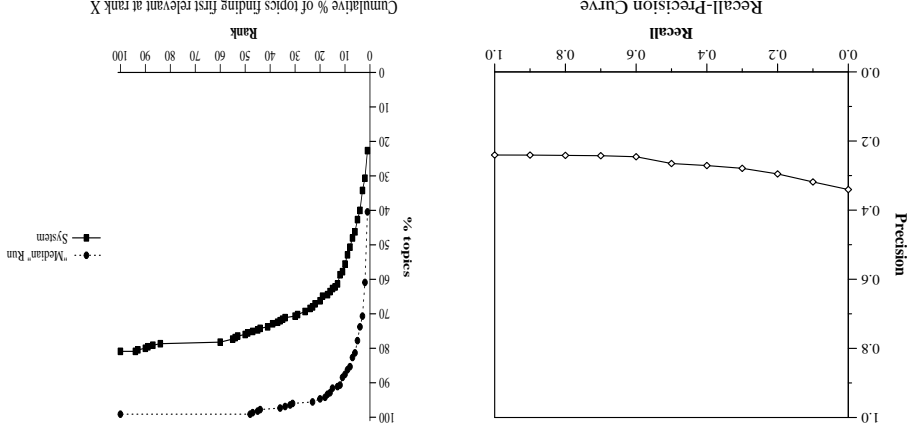 Precision
1.0
0.8
0.6
0.4
0.2
0.0
0.0 0.2 0.4 0.6 0.8 1.0
Recall
Recall-Precision Curve
% topics
100
90
80
70
60
50
40
30
20
10
0
0 10 20 30 40 50 60 70 80 90 100
Rank
"Median" Run
System
Cumulative % of topics finding first relevant at rank X